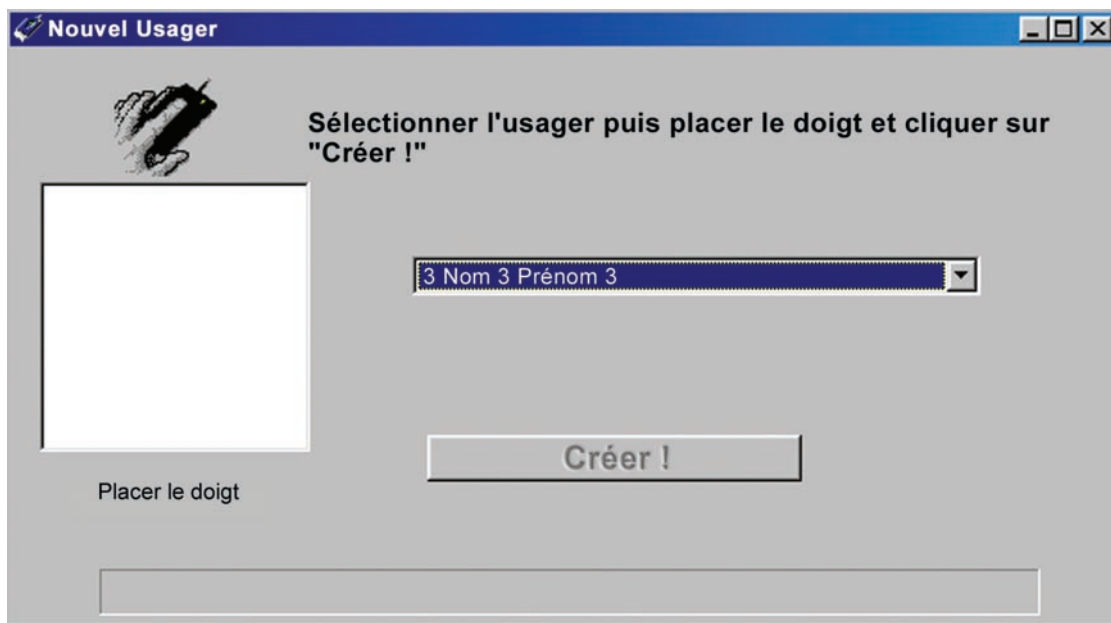 Nouvel Usager
Sélectionner l'usager puis placer le doigt et cliquer sur
"Créer !"
3 Nom 3 Prénom 3
Créer !
Placer le doigt